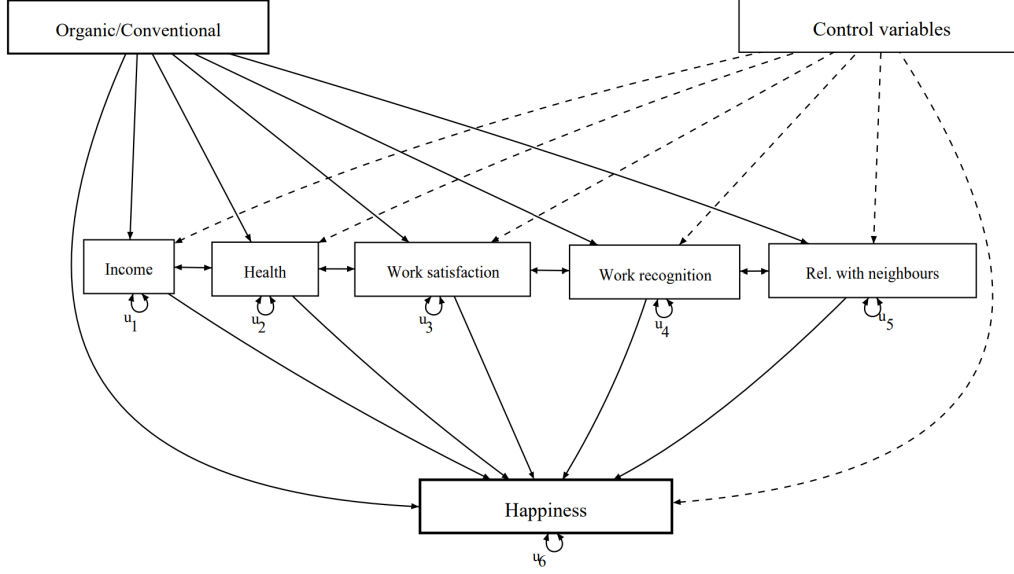 Organic/Conventional
Control variables
Income
Health
Work satisfaction
Work recognition
Rel. with neighbours
u1
u2
u3
u4
u5
Happiness
u6